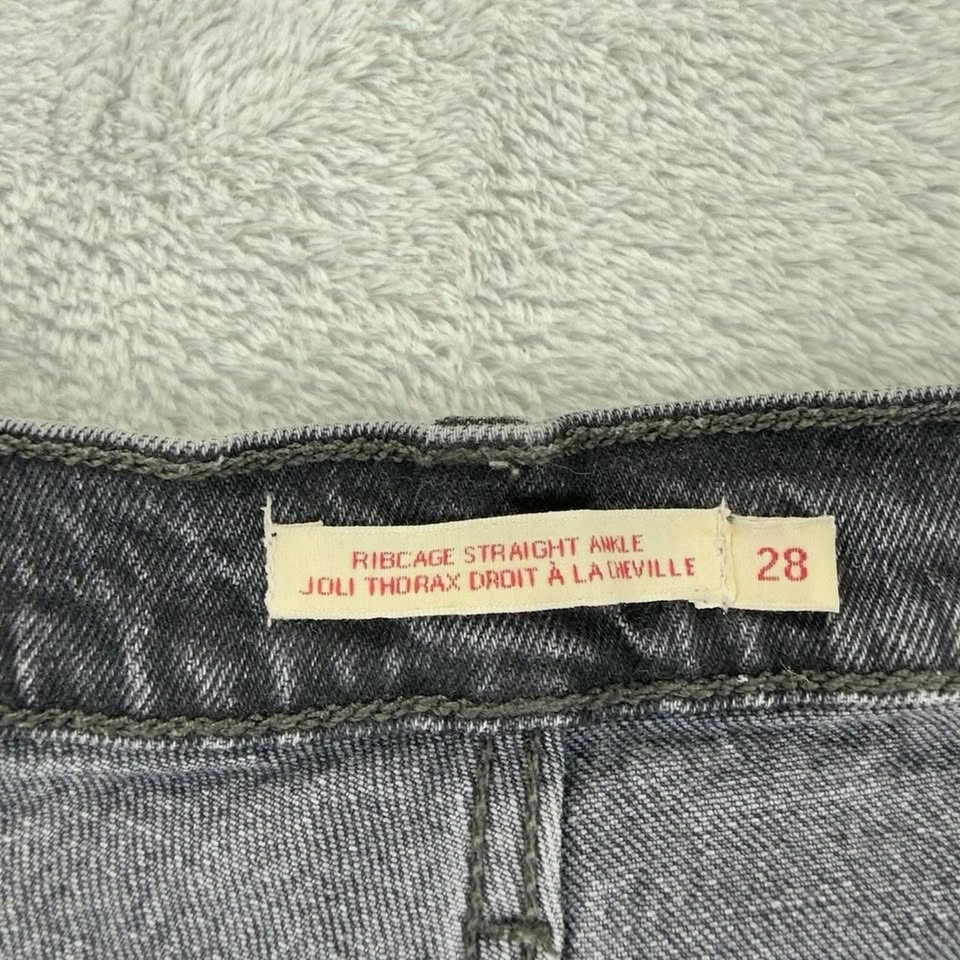 RIBCAGE STRAIGHT ANKLE
JOLI THORAX DROIT À LA CHEVILLE
28